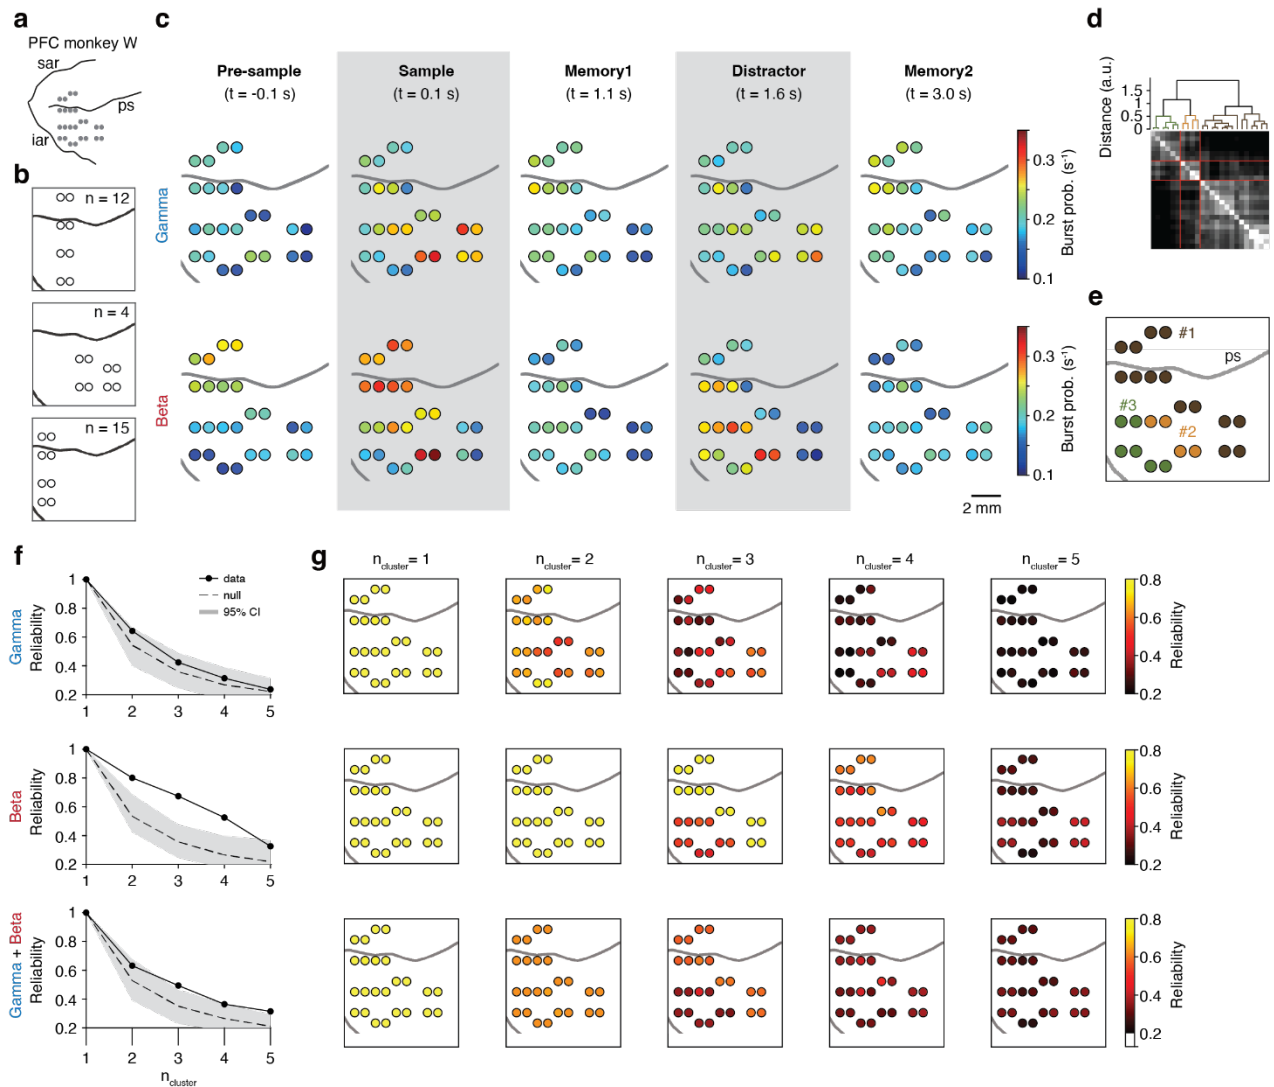 a
PFC monkey W
sar
ps
iar
b
n = 12
n = 4
n = 15
c
Pre-sample
(t = -0.1 s)
Sample
(t = 0.1 s)
Memory1
(t = 1.1 s)
Distractor
(t = 1.6 s)
Memory2
(t = 3.0 s)
Gamma
0.3
0.2
0.1
Burst prob. (s⁻¹)
Beta
0.3
0.2
0.1
Burst prob. (s⁻¹)
2 mm
d
Distance (a.u.)
1.5
1
0.5
0
e
#1
ps
#3
#2
f
Gamma
Reliability
1
0.8
0.6
0.4
0.2
data
null
95% CI
1 2 3 4 5
Beta
Reliability
1
0.8
0.6
0.4
0.2
1 2 3 4 5
Gamma + Beta
Reliability
1
0.8
0.6
0.4
0.2
1 2 3 4 5
n_cluster
g
n_cluster = 1
n_cluster = 2
n_cluster = 3
n_cluster = 4
n_cluster = 5
0.8
0.6
0.4
0.2
Reliability
0.8
0.6
0.4
0.2
Reliability
0.8
0.6
0.4
0.2
Reliability